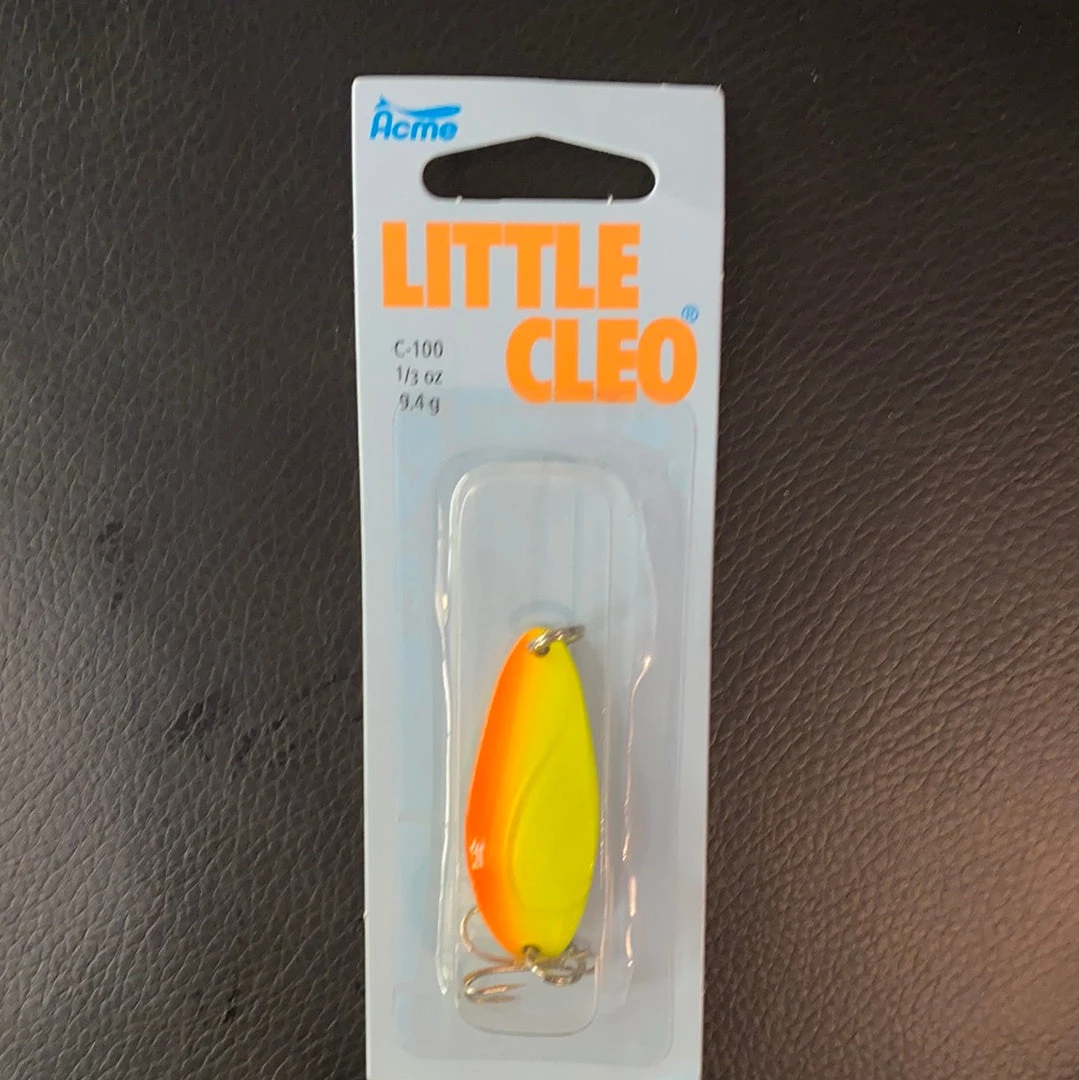 Acme
LITTLE
CLEO®
C-100
1/3 oz
9.4 g